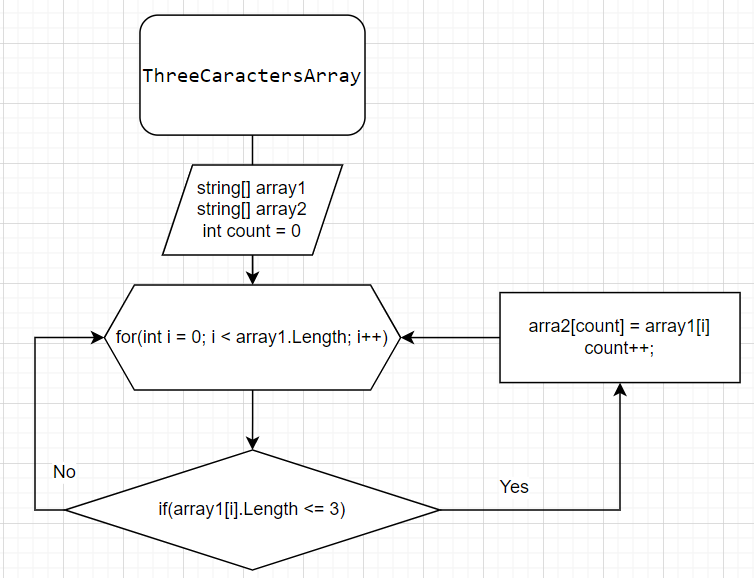 ThreeCaractersArray
string[] array1
string[] array2
int count = 0
for(int i = 0; i < array1.Length; i++)
arra2[count] = array1[i]
count++;
No
Yes
if(array1[i].Length <= 3)